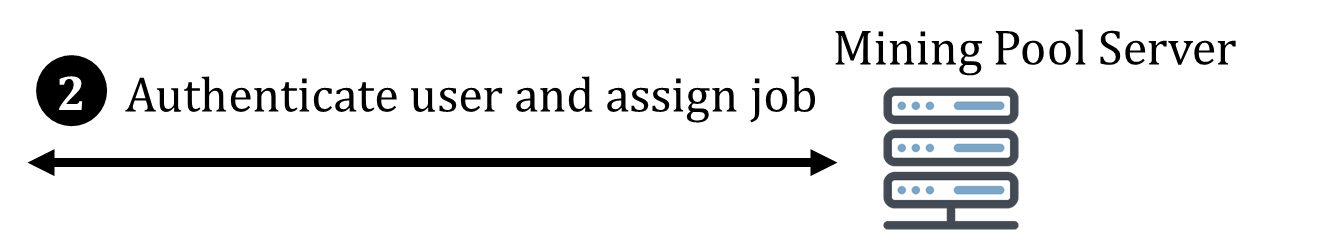 Mining Pool Server
2 Authenticate user and assign job